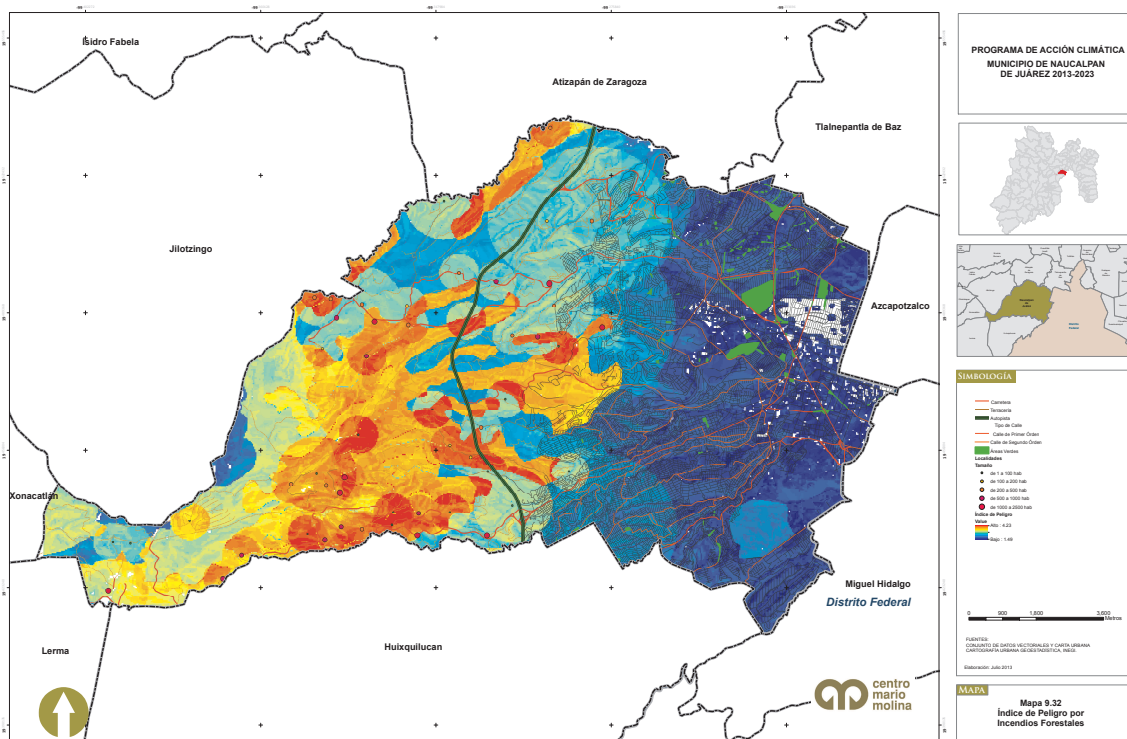 Isidro Fabela
Atizapán de Zaragoza
Tlalnepantla de Baz
Jilotzingo
Azcapotzalco
Xonacatlán
Miguel Hidalgo
Distrito Federal
Lerma
Huixquilucan
centro
mario
molina
PROGRAMA DE ACCIÓN CLIMÁTICA
MUNICIPIO DE NAUCALPAN
DE JUÁREZ 2013-2023
SIMBOLOGÍA
Carretera
Terracería
Autopista
Tipo de Calle
Calle de Primer Órden
Calle de Segundo Órden
Áreas Verdes
Localidades
Tamaño
de 1 a 100 hab
de 100 a 200 hab
de 200 a 500 hab
de 500 a 1000 hab
de 1000 a 2500 hab
Índice de Peligro
Value
Alto : 4.23
Bajo : 1.49
0 900 1,800 3,600
Metros
FUENTES:
CONJUNTO DE DATOS VECTORIALES Y CARTA URBANA
CARTOGRAFÍA URBANA GEOESTADÍSTICA, INEGI.
Elaboración: Julio 2013
MAPA
Mapa 9.32
Índice de Peligro por
Incendios Forestales